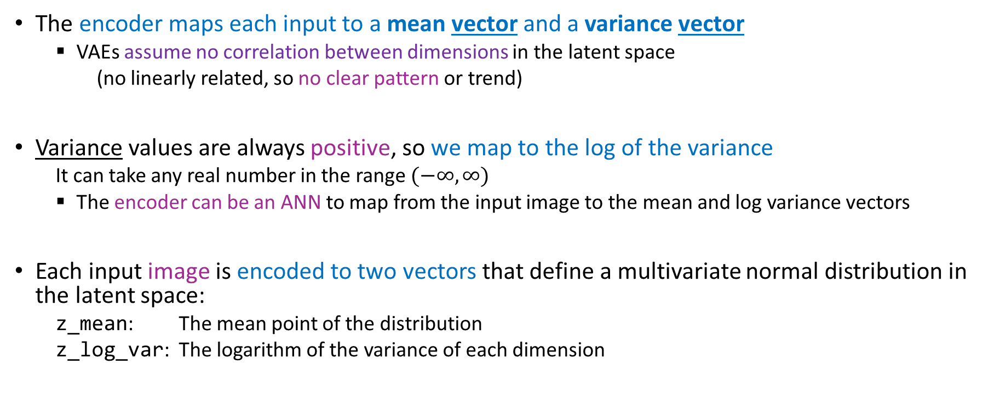 • The encoder maps each input to a mean vector and a variance vector
▪ VAEs assume no correlation between dimensions in the latent space
(no linearly related, so no clear pattern or trend)
• Variance values are always positive, so we map to the log of the variance
It can take any real number in the range (−∞, ∞)
▪ The encoder can be an ANN to map from the input image to the mean and log variance vectors
• Each input image is encoded to two vectors that define a multivariate normal distribution in
the latent space:
z_mean: The mean point of the distribution
z_log_var: The logarithm of the variance of each dimension